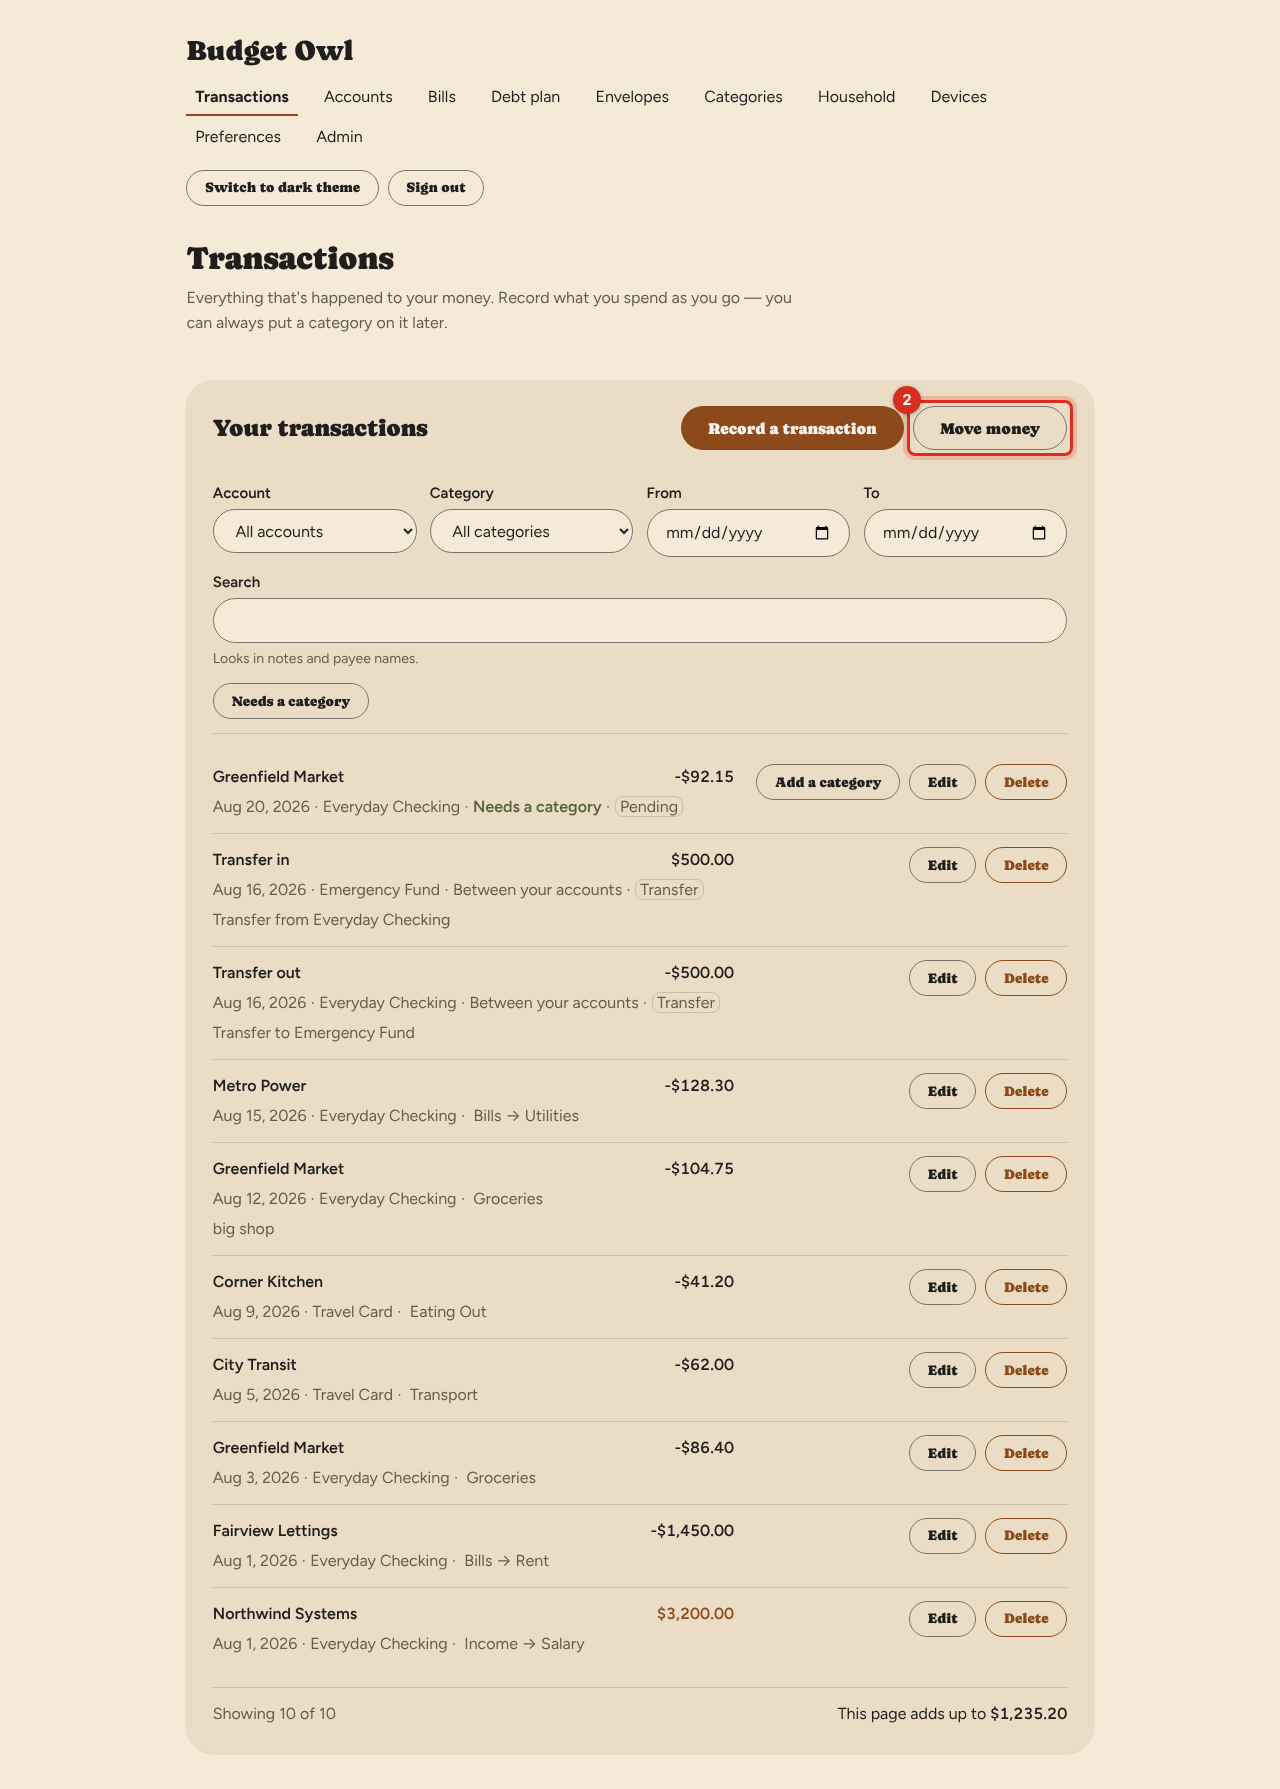 Budget Owl
Transactions Accounts Bills Debt plan Envelopes Categories Household Devices
Preferences Admin
Switch to dark theme Sign out
Transactions
Everything that's happened to your money. Record what you spend as you go — you
can always put a category on it later.
Your transactions Record a transaction 2 Move money
Account Category From To
All accounts All categories mm/dd/yyyy mm/dd/yyyy
Search
Looks in notes and payee names.
Needs a category
Greenfield Market -$92.15 Add a category Edit Delete
Aug 20, 2026 · Everyday Checking · Needs a category · Pending
Transfer in $500.00 Edit Delete
Aug 16, 2026 · Emergency Fund · Between your accounts · Transfer
Transfer from Everyday Checking
Transfer out -$500.00 Edit Delete
Aug 16, 2026 · Everyday Checking · Between your accounts · Transfer
Transfer to Emergency Fund
Metro Power -$128.30 Edit Delete
Aug 15, 2026 · Everyday Checking · Bills → Utilities
Greenfield Market -$104.75 Edit Delete
Aug 12, 2026 · Everyday Checking · Groceries
big shop
Corner Kitchen -$41.20 Edit Delete
Aug 9, 2026 · Travel Card · Eating Out
City Transit -$62.00 Edit Delete
Aug 5, 2026 · Travel Card · Transport
Greenfield Market -$86.40 Edit Delete
Aug 3, 2026 · Everyday Checking · Groceries
Fairview Lettings -$1,450.00 Edit Delete
Aug 1, 2026 · Everyday Checking · Bills → Rent
Northwind Systems $3,200.00 Edit Delete
Aug 1, 2026 · Everyday Checking · Income → Salary
Showing 10 of 10 This page adds up to $1,235.20